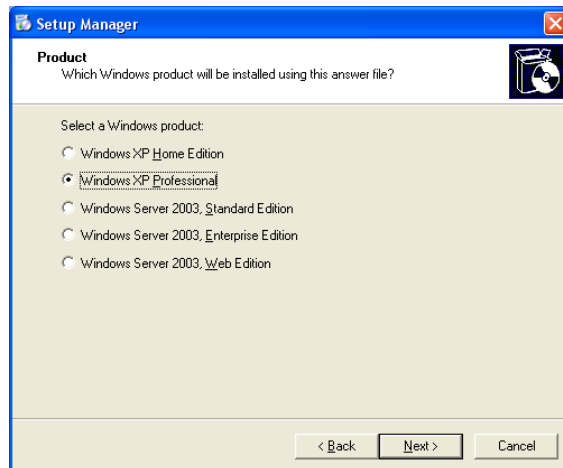 Setup Manager
Product
Which Windows product will be installed using this answer file?
Select a Windows product:
Windows XP Home Edition
Windows XP Professional
Windows Server 2003, Standard Edition
Windows Server 2003, Enterprise Edition
Windows Server 2003, Web Edition
< Back Next > Cancel